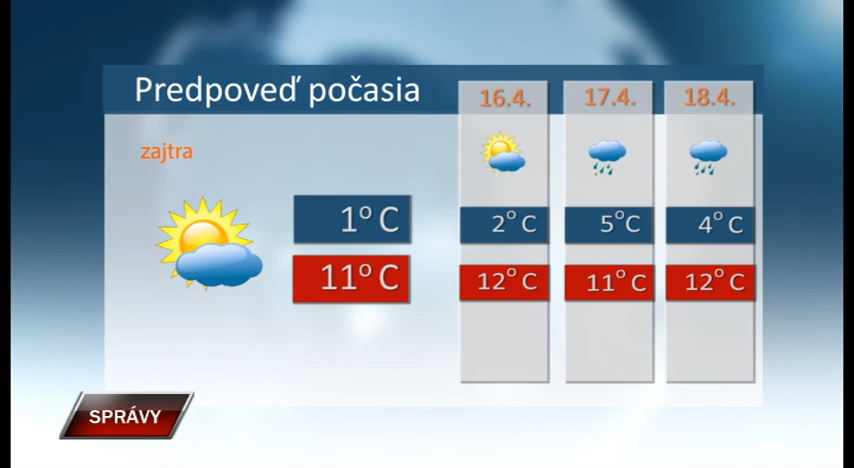 Predpoveď počasia
zajtra
1° C
11° C
16.4.
2° C
12° C
17.4.
5°C
11° C
18.4.
4° C
12° C
SPRÁVY